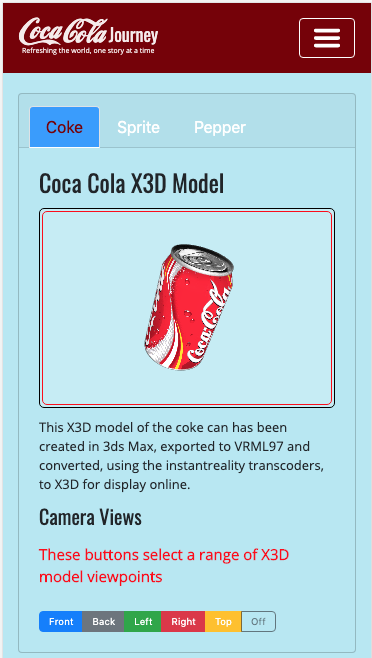 Coca Cola Journey
Refreshing the world, one story at a time
Coke Sprite Pepper
Coca Cola X3D Model
Coca-Cola
Coca-Cola
This X3D model of the coke can has been
created in 3ds Max, exported to VRML97 and
converted, using the instantreality transcoders,
to X3D for display online.
Camera Views
These buttons select a range of X3D
model viewpoints
Front Back Left Right Top Off